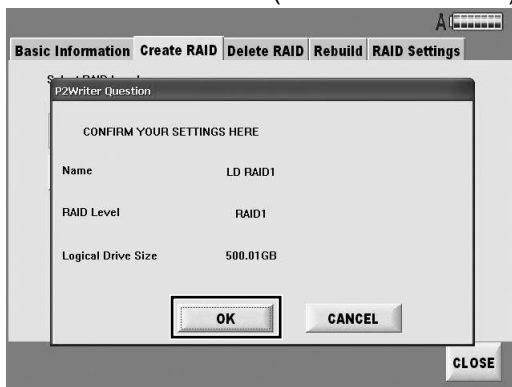 A
Basic Information Create RAID Delete RAID Rebuild RAID Settings
P2Writer Question
CONFIRM YOUR SETTINGS HERE
Name LD RAID1
RAID Level RAID1
Logical Drive Size 500.01GB
OK CANCEL
CLOSE